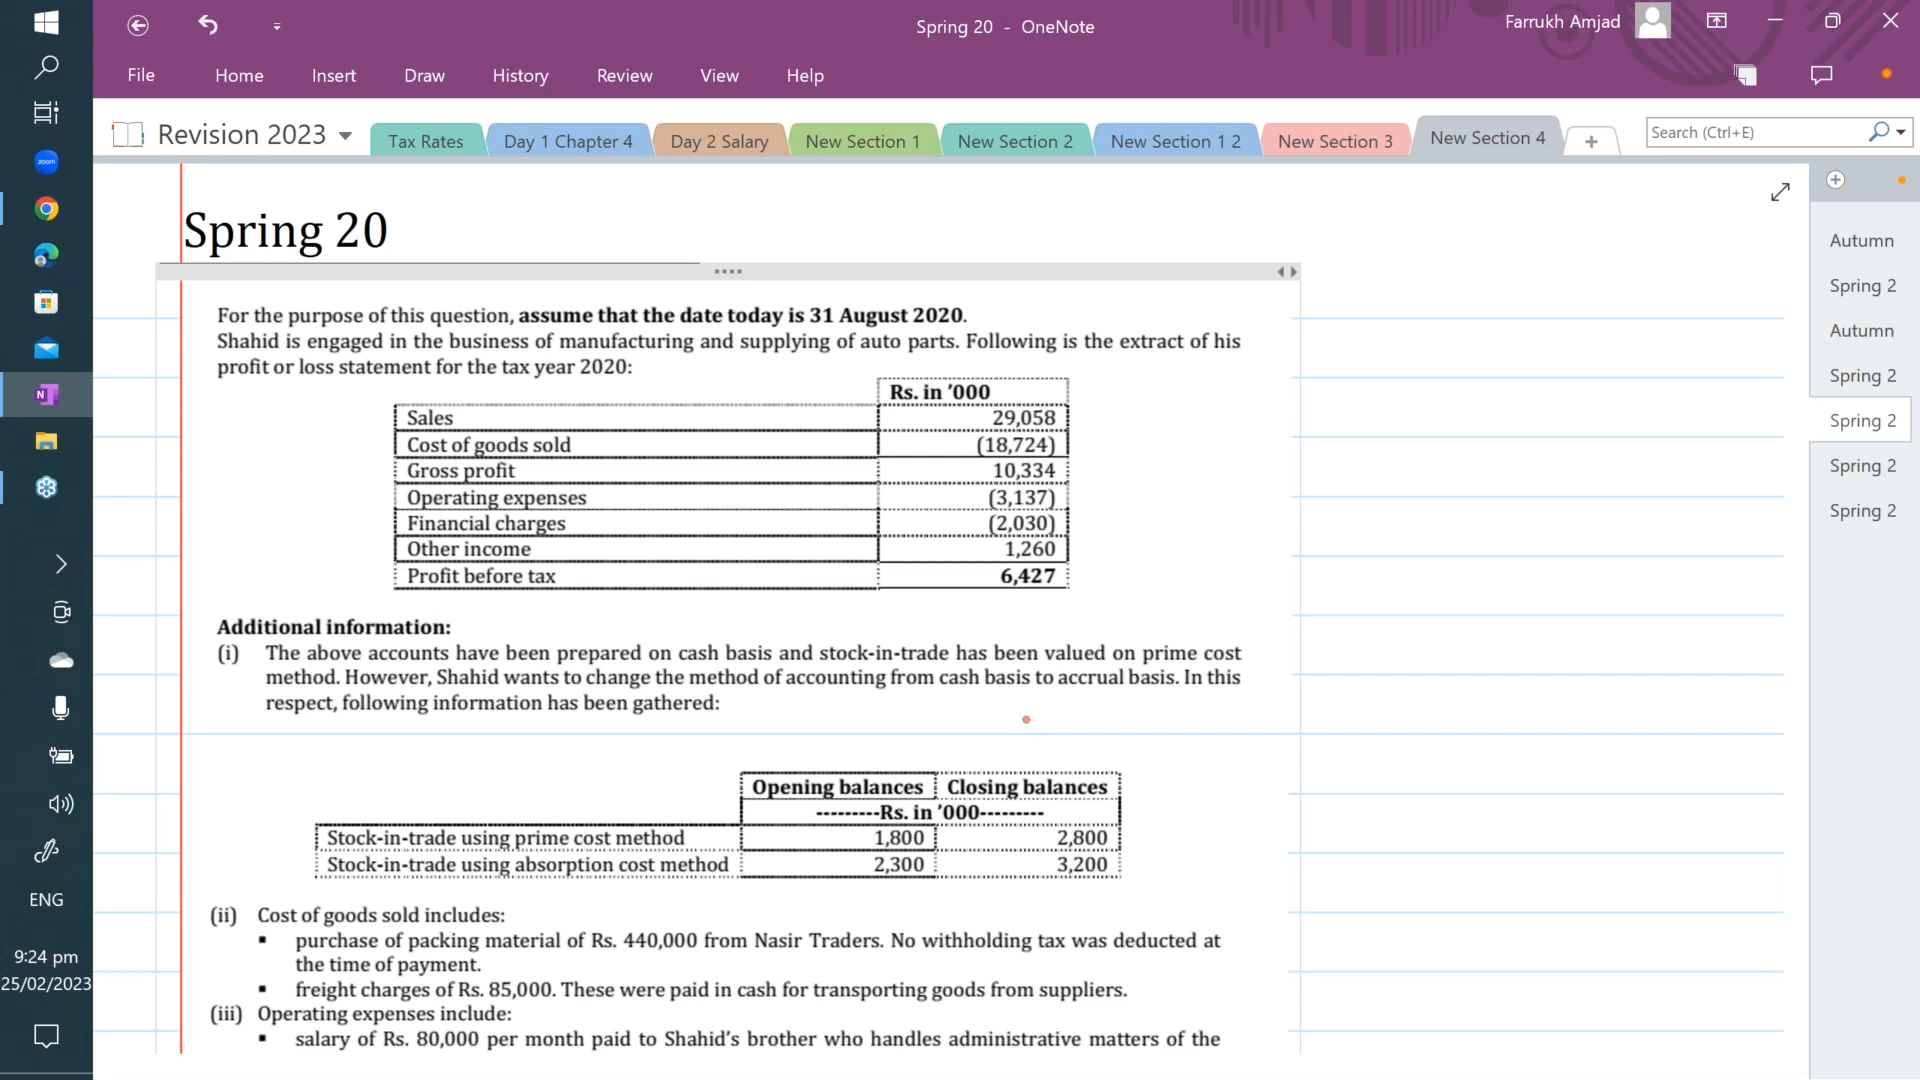 Spring 20 - OneNote
Farrukh Amjad
File Home Insert Draw History Review View Help
Revision 2023
Tax Rates
Day 1 Chapter 4
Day 2 Salary
New Section 1
New Section 2
New Section 1 2
New Section 3
New Section 4
Search (Ctrl+E)
Spring 20
For the purpose of this question, assume that the date today is 31 August 2020.
Shahid is engaged in the business of manufacturing and supplying of auto parts. Following is the extract of his
profit or loss statement for the tax year 2020:
Rs. in '000
Sales 29,058
Cost of goods sold (18,724)
Gross profit 10,334
Operating expenses (3,137)
Financial charges (2,030)
Other income 1,260
Profit before tax 6,427
Additional information:
(i) The above accounts have been prepared on cash basis and stock-in-trade has been valued on prime cost
method. However, Shahid wants to change the method of accounting from cash basis to accrual basis. In this
respect, following information has been gathered:
Opening balances Closing balances
---------Rs. in '000---------
Stock-in-trade using prime cost method 1,800 2,800
Stock-in-trade using absorption cost method 2,300 3,200
(ii) Cost of goods sold includes:
▪ purchase of packing material of Rs. 440,000 from Nasir Traders. No withholding tax was deducted at
the time of payment.
▪ freight charges of Rs. 85,000. These were paid in cash for transporting goods from suppliers.
(iii) Operating expenses include:
▪ salary of Rs. 80,000 per month paid to Shahid's brother who handles administrative matters of the
Autumn
Spring 2
Autumn
Spring 2
Spring 2
Spring 2
Spring 2
zoom
N
ENG
9:24 pm
25/02/2023